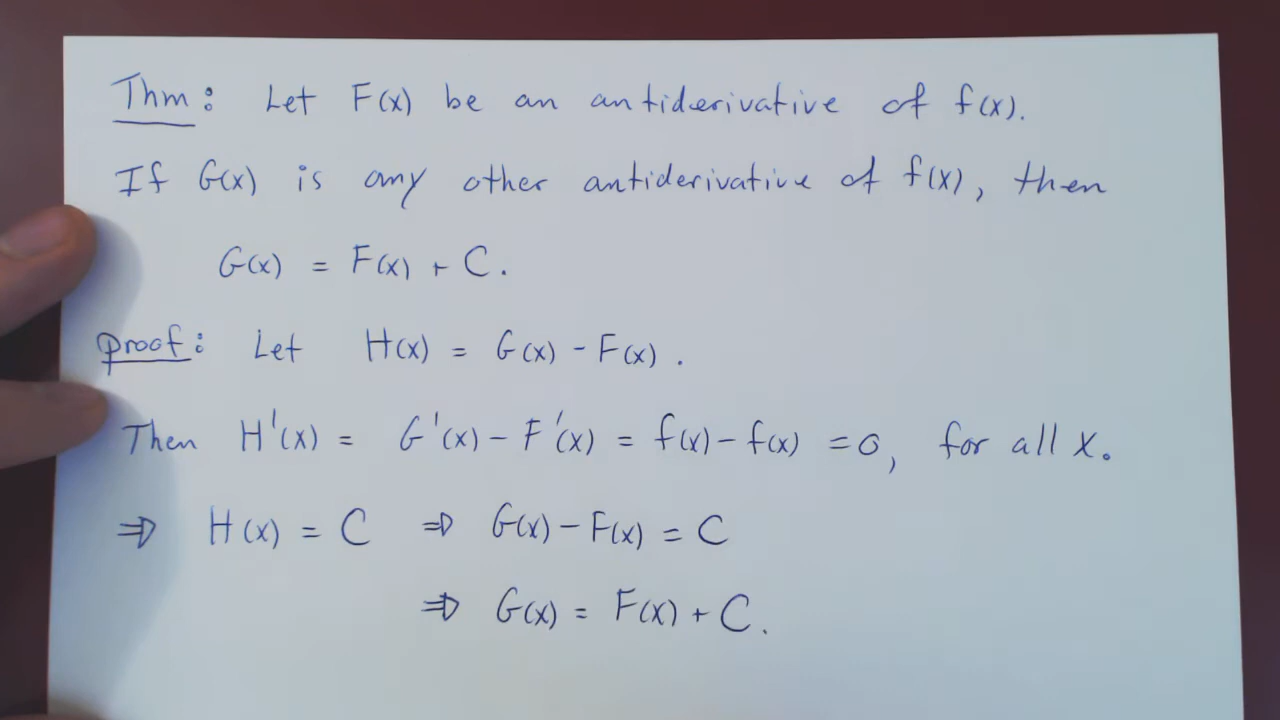 Thm: Let F(x) be an antiderivative of f(x).
If G(x) is any other antiderivative of f(x), then
G(x) = F(x) + C.
proof: Let H(x) = G(x) - F(x).
Then H'(x) = G'(x) - F'(x) = f(x) - f(x) = 0, for all x.
⇒ H(x) = C ⇒ G(x) - F(x) = C
⇒ G(x) = F(x) + C.